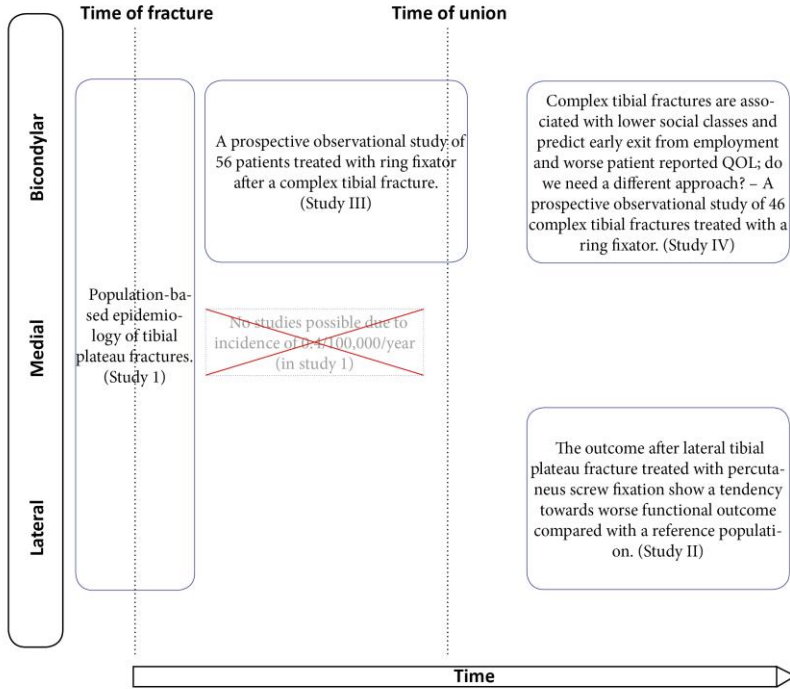 Time of fracture
Time of union
Bicondylar
Medial
Lateral
Population-ba-
sed epidemio-
logy of tibial
plateau fractures.
(Study 1)
A prospective observational study of
56 patients treated with ring fixator
after a complex tibial fracture.
(Study III)
No studies possible due to
incidence of 0.4/100,000/year
(in study 1)
Complex tibial fractures are asso-
ciated with lower social classes and
predict early exit from employment
and worse patient reported QOL; do
we need a different approach? – A
prospective observational study of 46
complex tibial fractures treated with a
ring fixator. (Study IV)
The outcome after lateral tibial
plateau fracture treated with percuta-
neus screw fixation show a tendency
towards worse functional outcome
compared with a reference populati-
on. (Study II)
Time